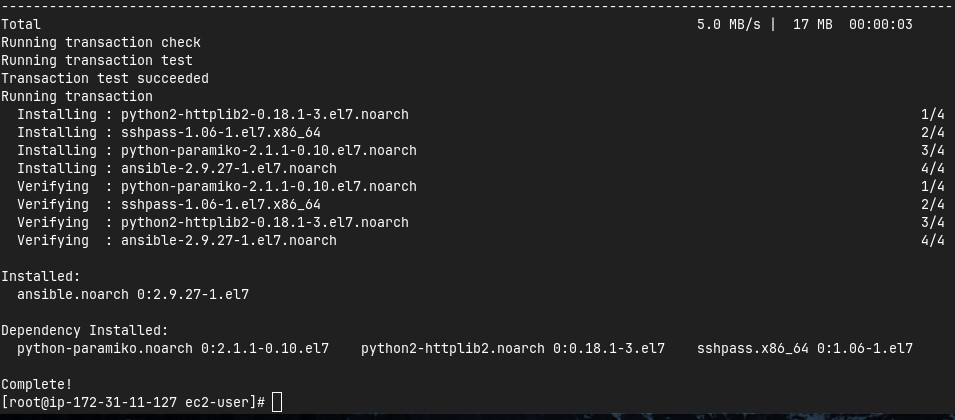 --------------------------------------------------------------------------------
Total                                                                                  5.0 MB/s |  17 MB  00:00:03
Running transaction check
Running transaction test
Transaction test succeeded
Running transaction
  Installing : python2-httplib2-0.18.1-3.el7.noarch                                                                1/4
  Installing : sshpass-1.06-1.el7.x86_64                                                                           2/4
  Installing : python-paramiko-2.1.1-0.10.el7.noarch                                                               3/4
  Installing : ansible-2.9.27-1.el7.noarch                                                                         4/4
  Verifying  : python-paramiko-2.1.1-0.10.el7.noarch                                                               1/4
  Verifying  : sshpass-1.06-1.el7.x86_64                                                                           2/4
  Verifying  : python2-httplib2-0.18.1-3.el7.noarch                                                                3/4
  Verifying  : ansible-2.9.27-1.el7.noarch                                                                         4/4

Installed:
  ansible.noarch 0:2.9.27-1.el7

Dependency Installed:
  python-paramiko.noarch 0:2.1.1-0.10.el7    python2-httplib2.noarch 0:0.18.1-3.el7    sshpass.x86_64 0:1.06-1.el7

Complete!
[root@ip-172-31-11-127 ec2-user]#